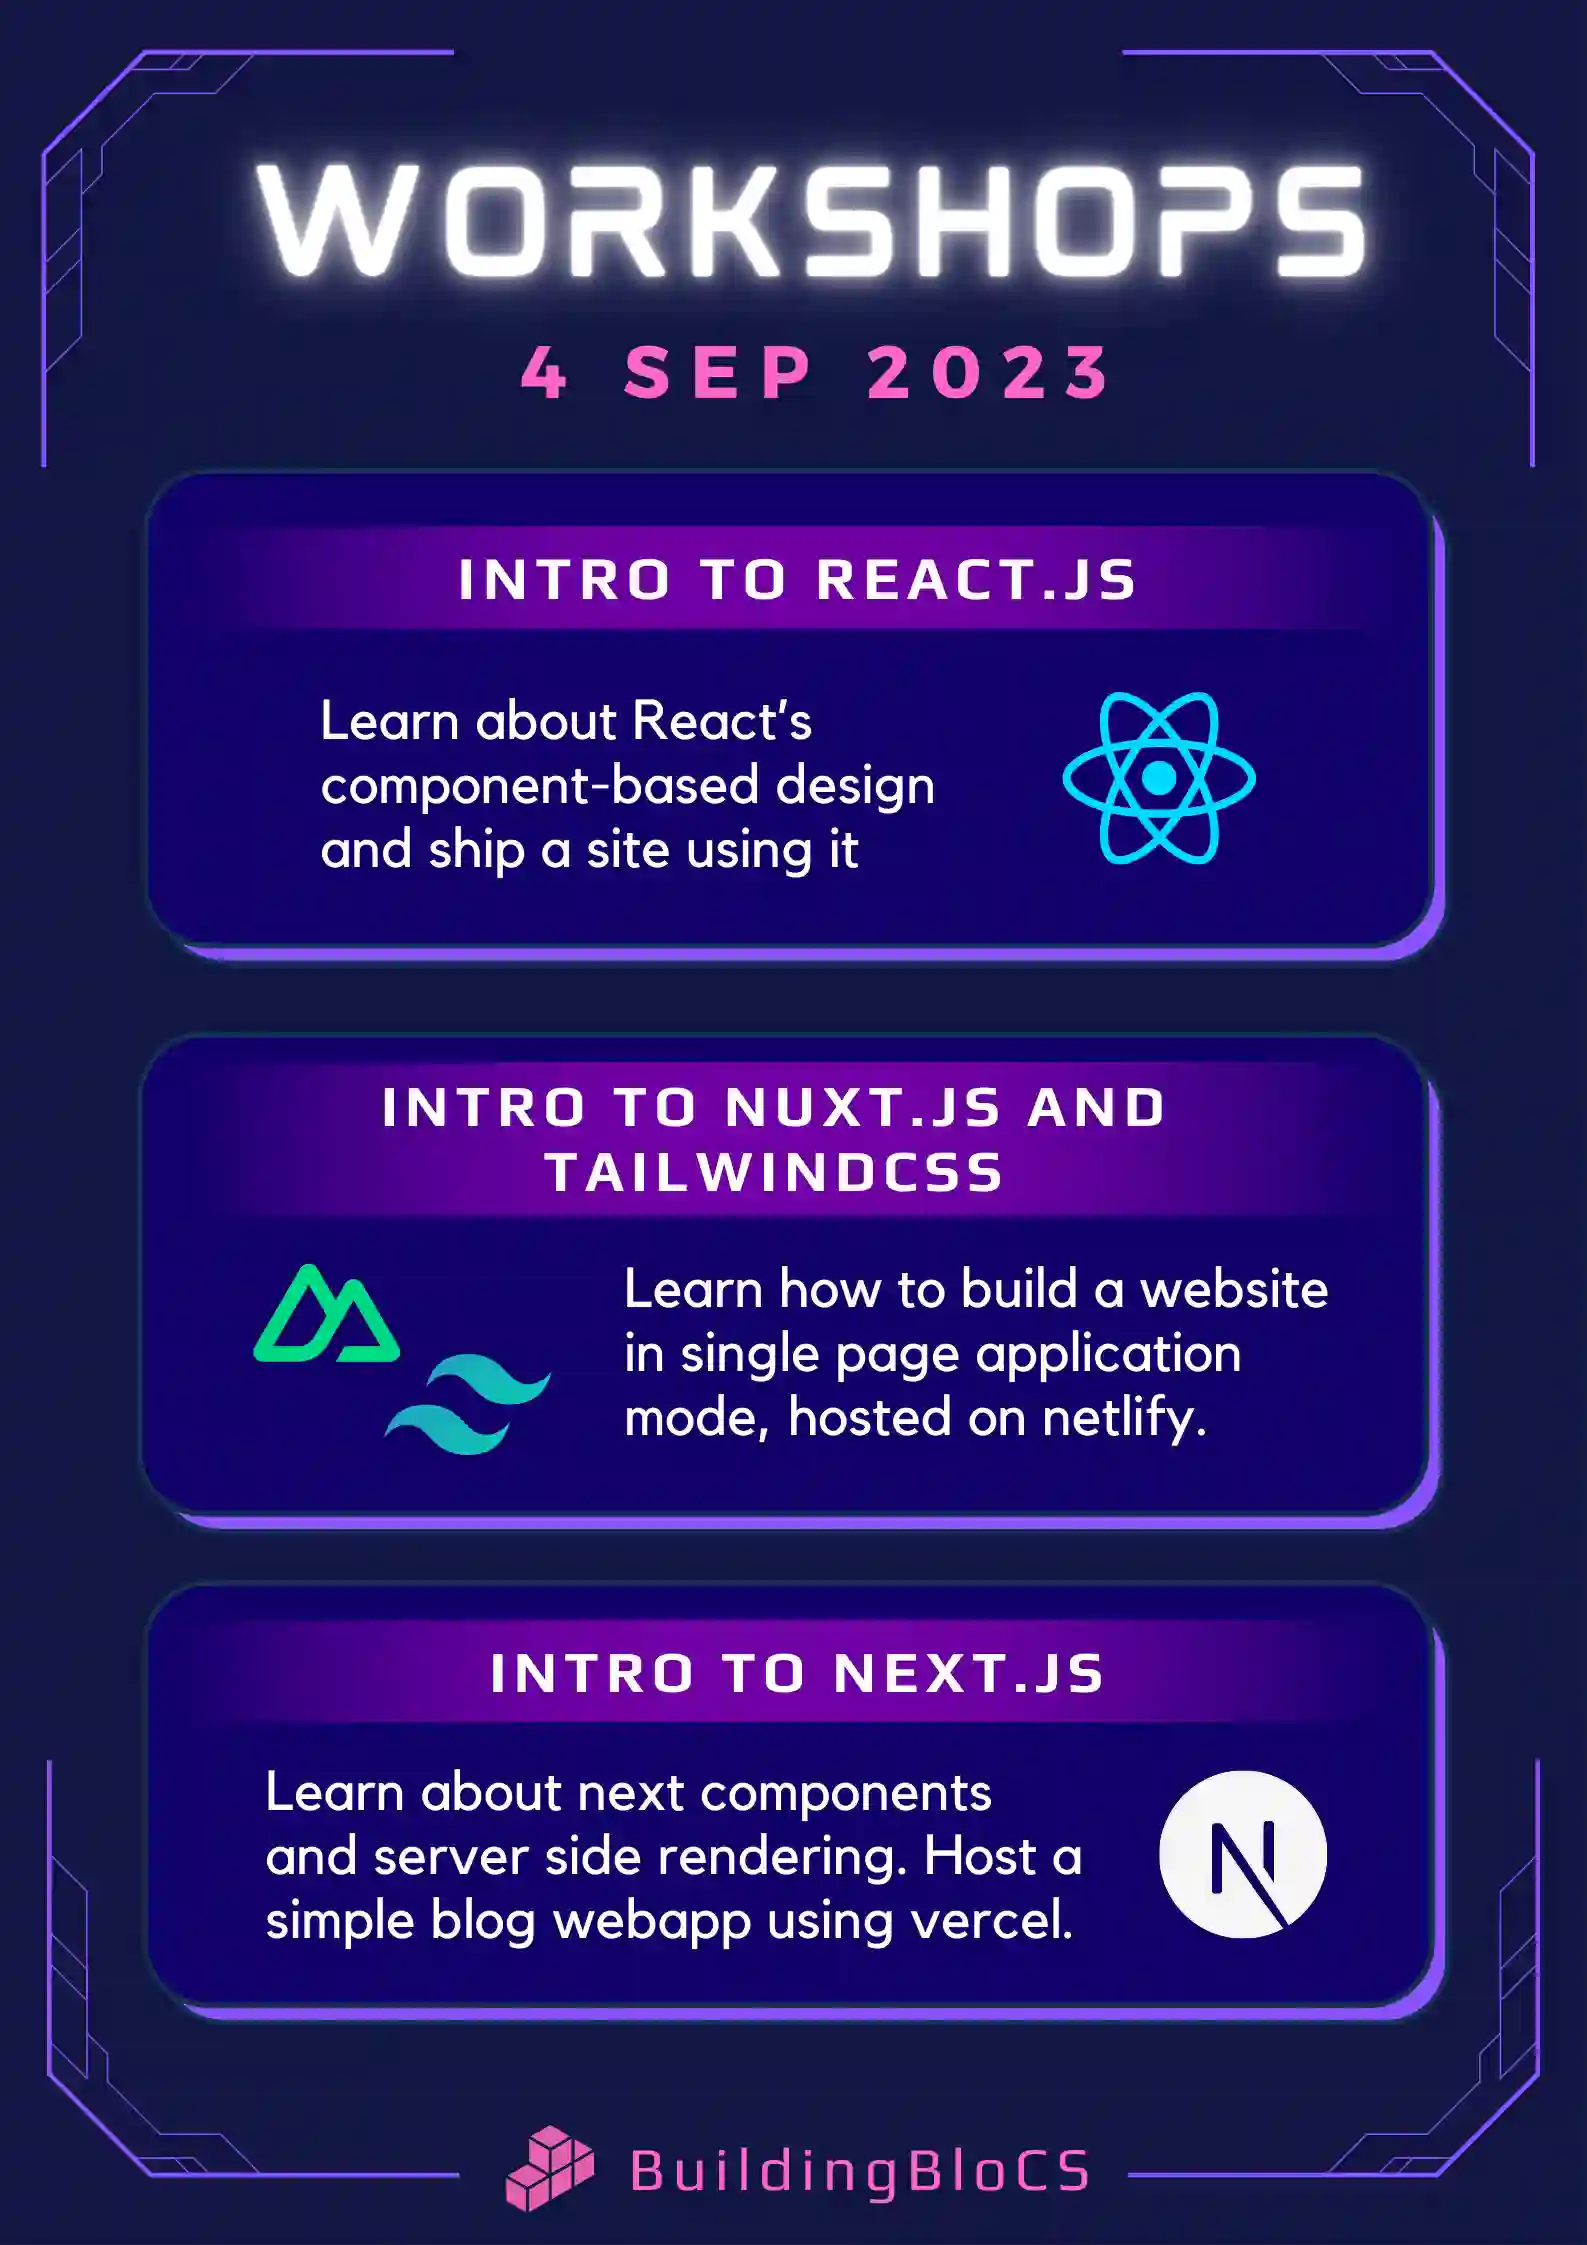 WORKSHOPS
4 SEP 2023
INTRO TO REACT.JS
Learn about React's
component-based design
and ship a site using it
INTRO TO NUXT.JS AND
TAILWINDCSS
Learn how to build a website
in single page application
mode, hosted on netlify.
INTRO TO NEXT.JS
Learn about next components
and server side rendering. Host a
simple blog webapp using vercel.
N
BuildingBloCS